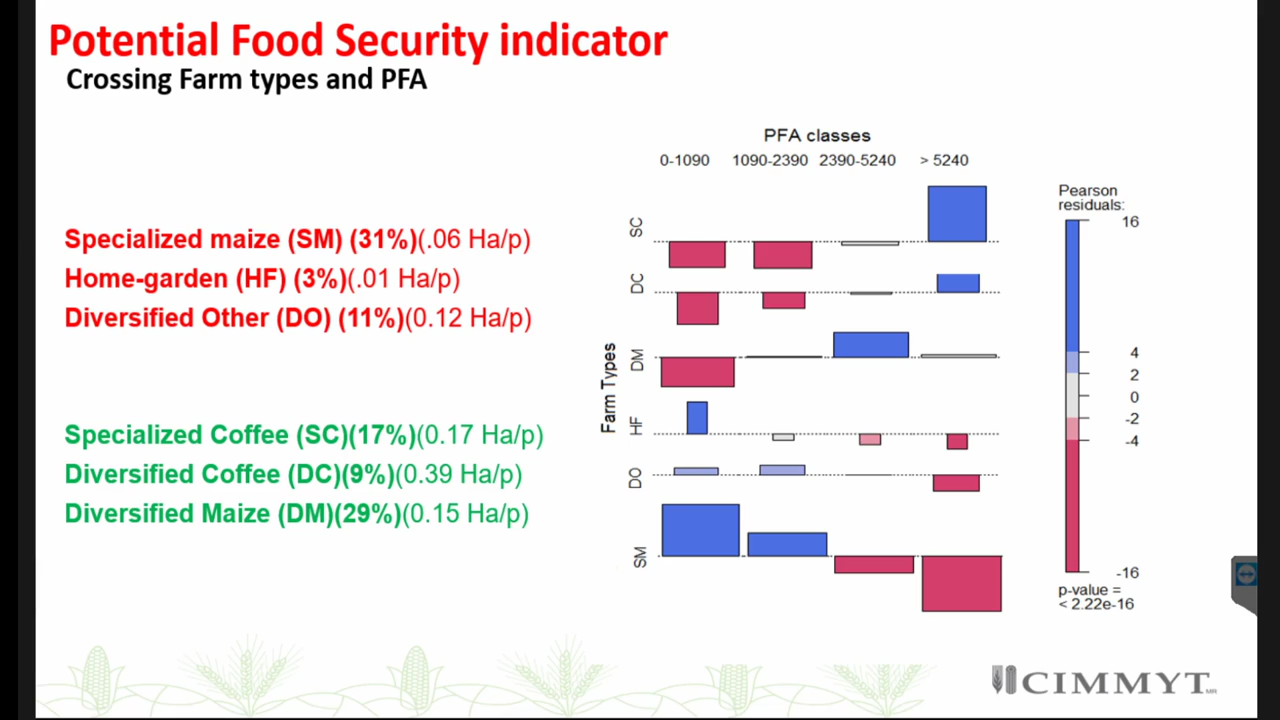 Potential Food Security indicator
Crossing Farm types and PFA
Specialized maize (SM) (31%)(.06 Ha/p)
Home-garden (HF) (3%)(.01 Ha/p)
Diversified Other (DO) (11%)(0.12 Ha/p)
Specialized Coffee (SC)(17%)(0.17 Ha/p)
Diversified Coffee (DC)(9%)(0.39 Ha/p)
Diversified Maize (DM)(29%)(0.15 Ha/p)
PFA classes
0-1090 1090-2390 2390-5240 > 5240
Farm Types
SC
DC
DM
HF
DO
SM
Pearson
residuals:
16
4
2
0
-2
-4
-16
p-value =
< 2.22e-16
CIMMYT MR